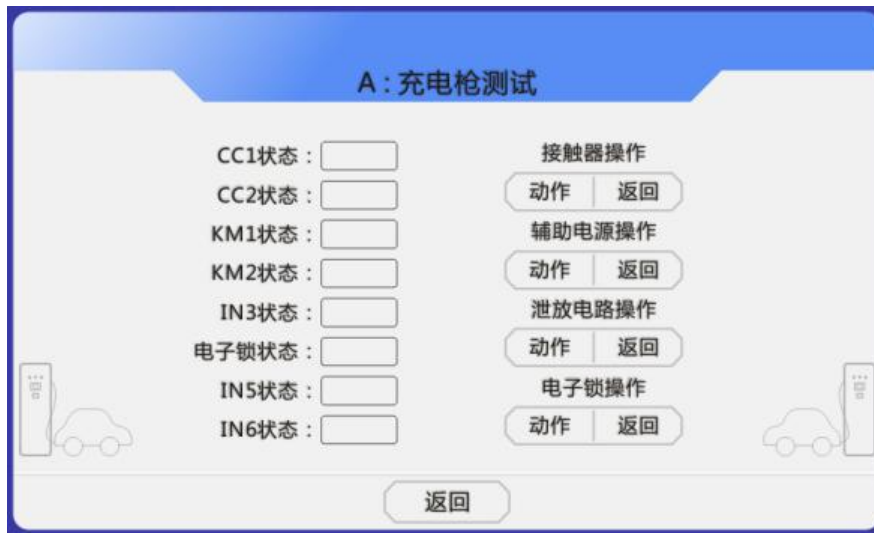 A：充电枪测试
CC1状态：
CC2状态：
KM1状态：
KM2状态：
IN3状态：
电子锁状态：
IN5状态：
IN6状态：
接触器操作
动作 返回
辅助电源操作
动作 返回
泄放电路操作
动作 返回
电子锁操作
动作 返回
返回